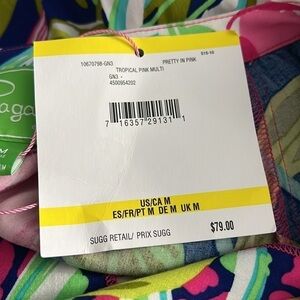 10670798-GN3 PRETTY IN PINK S15-10
TROPICAL PINK MULTI
GN3 -
4500954202
7 16357 29131 1
US/CA M
ES/FR/PT M DE M UK M
SUGG RETAIL/ PRIX SUGG $79.00
M